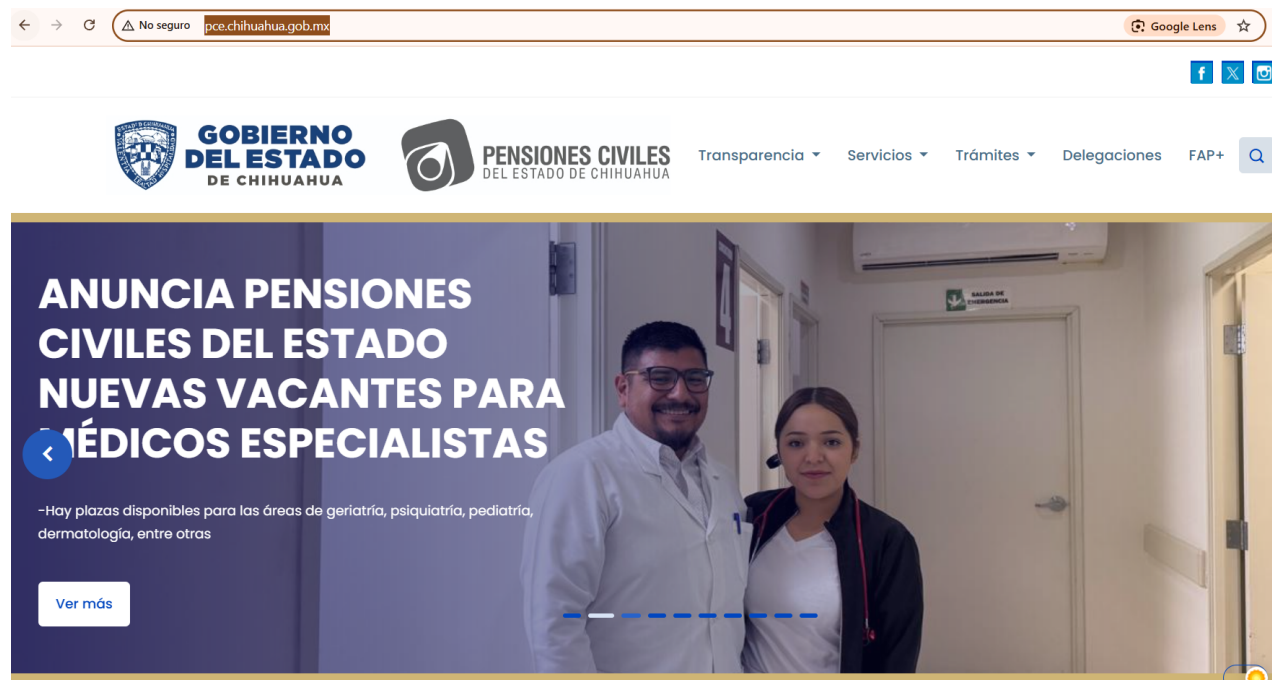 No seguro pce.chihuahua.gob.mx Google Lens
GOBIERNO
DEL ESTADO
DE CHIHUAHUA
PENSIONES CIVILES
DEL ESTADO DE CHIHUAHUA
Transparencia Servicios Trámites Delegaciones FAP+
ANUNCIA PENSIONES
CIVILES DEL ESTADO
NUEVAS VACANTES PARA
MÉDICOS ESPECIALISTAS
4
SALIDA DE
EMERGENCIA
-Hay plazas disponibles para las áreas de geriatría, psiquiatría, pediatría,
dermatología, entre otras
Ver más